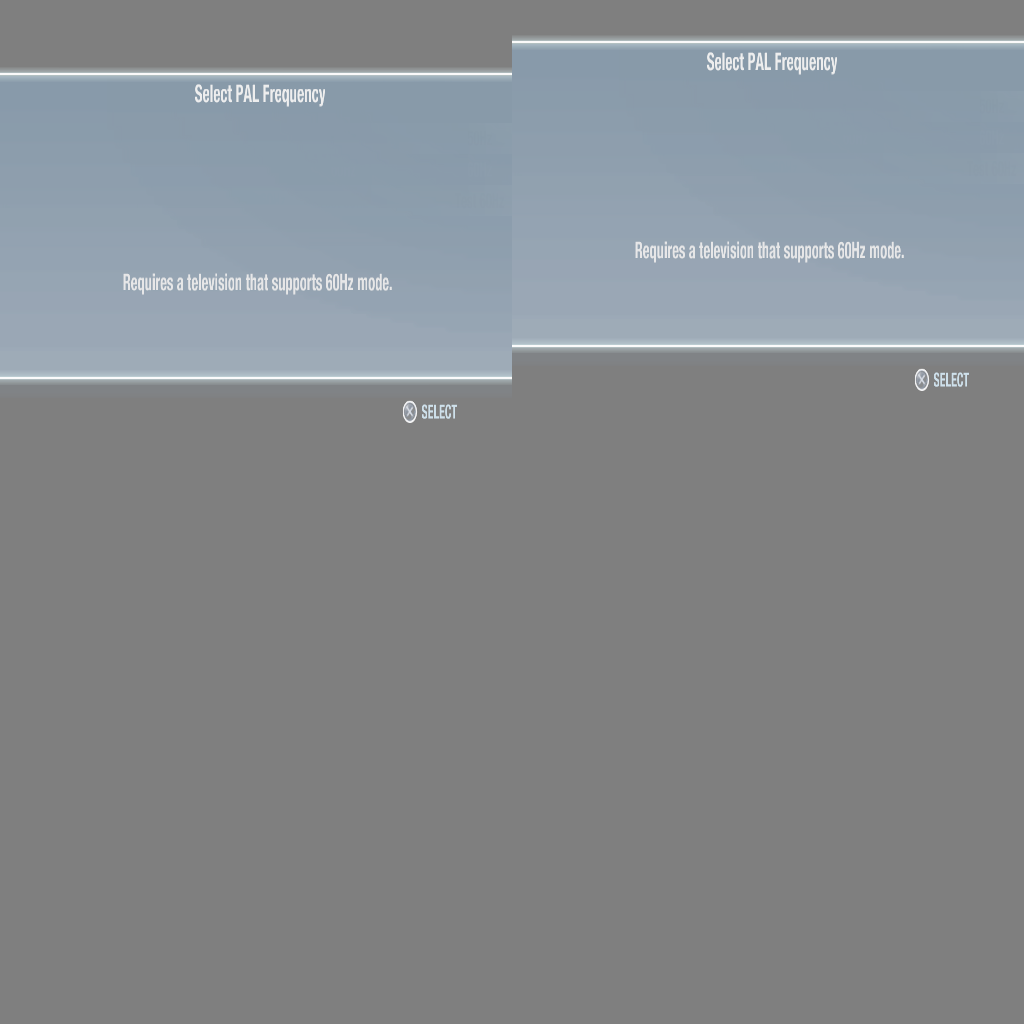 Select PAL Frequency
Requires a television that supports 60Hz mode.
SELECT
Select PAL Frequency
Requires a television that supports 60Hz mode.
SELECT